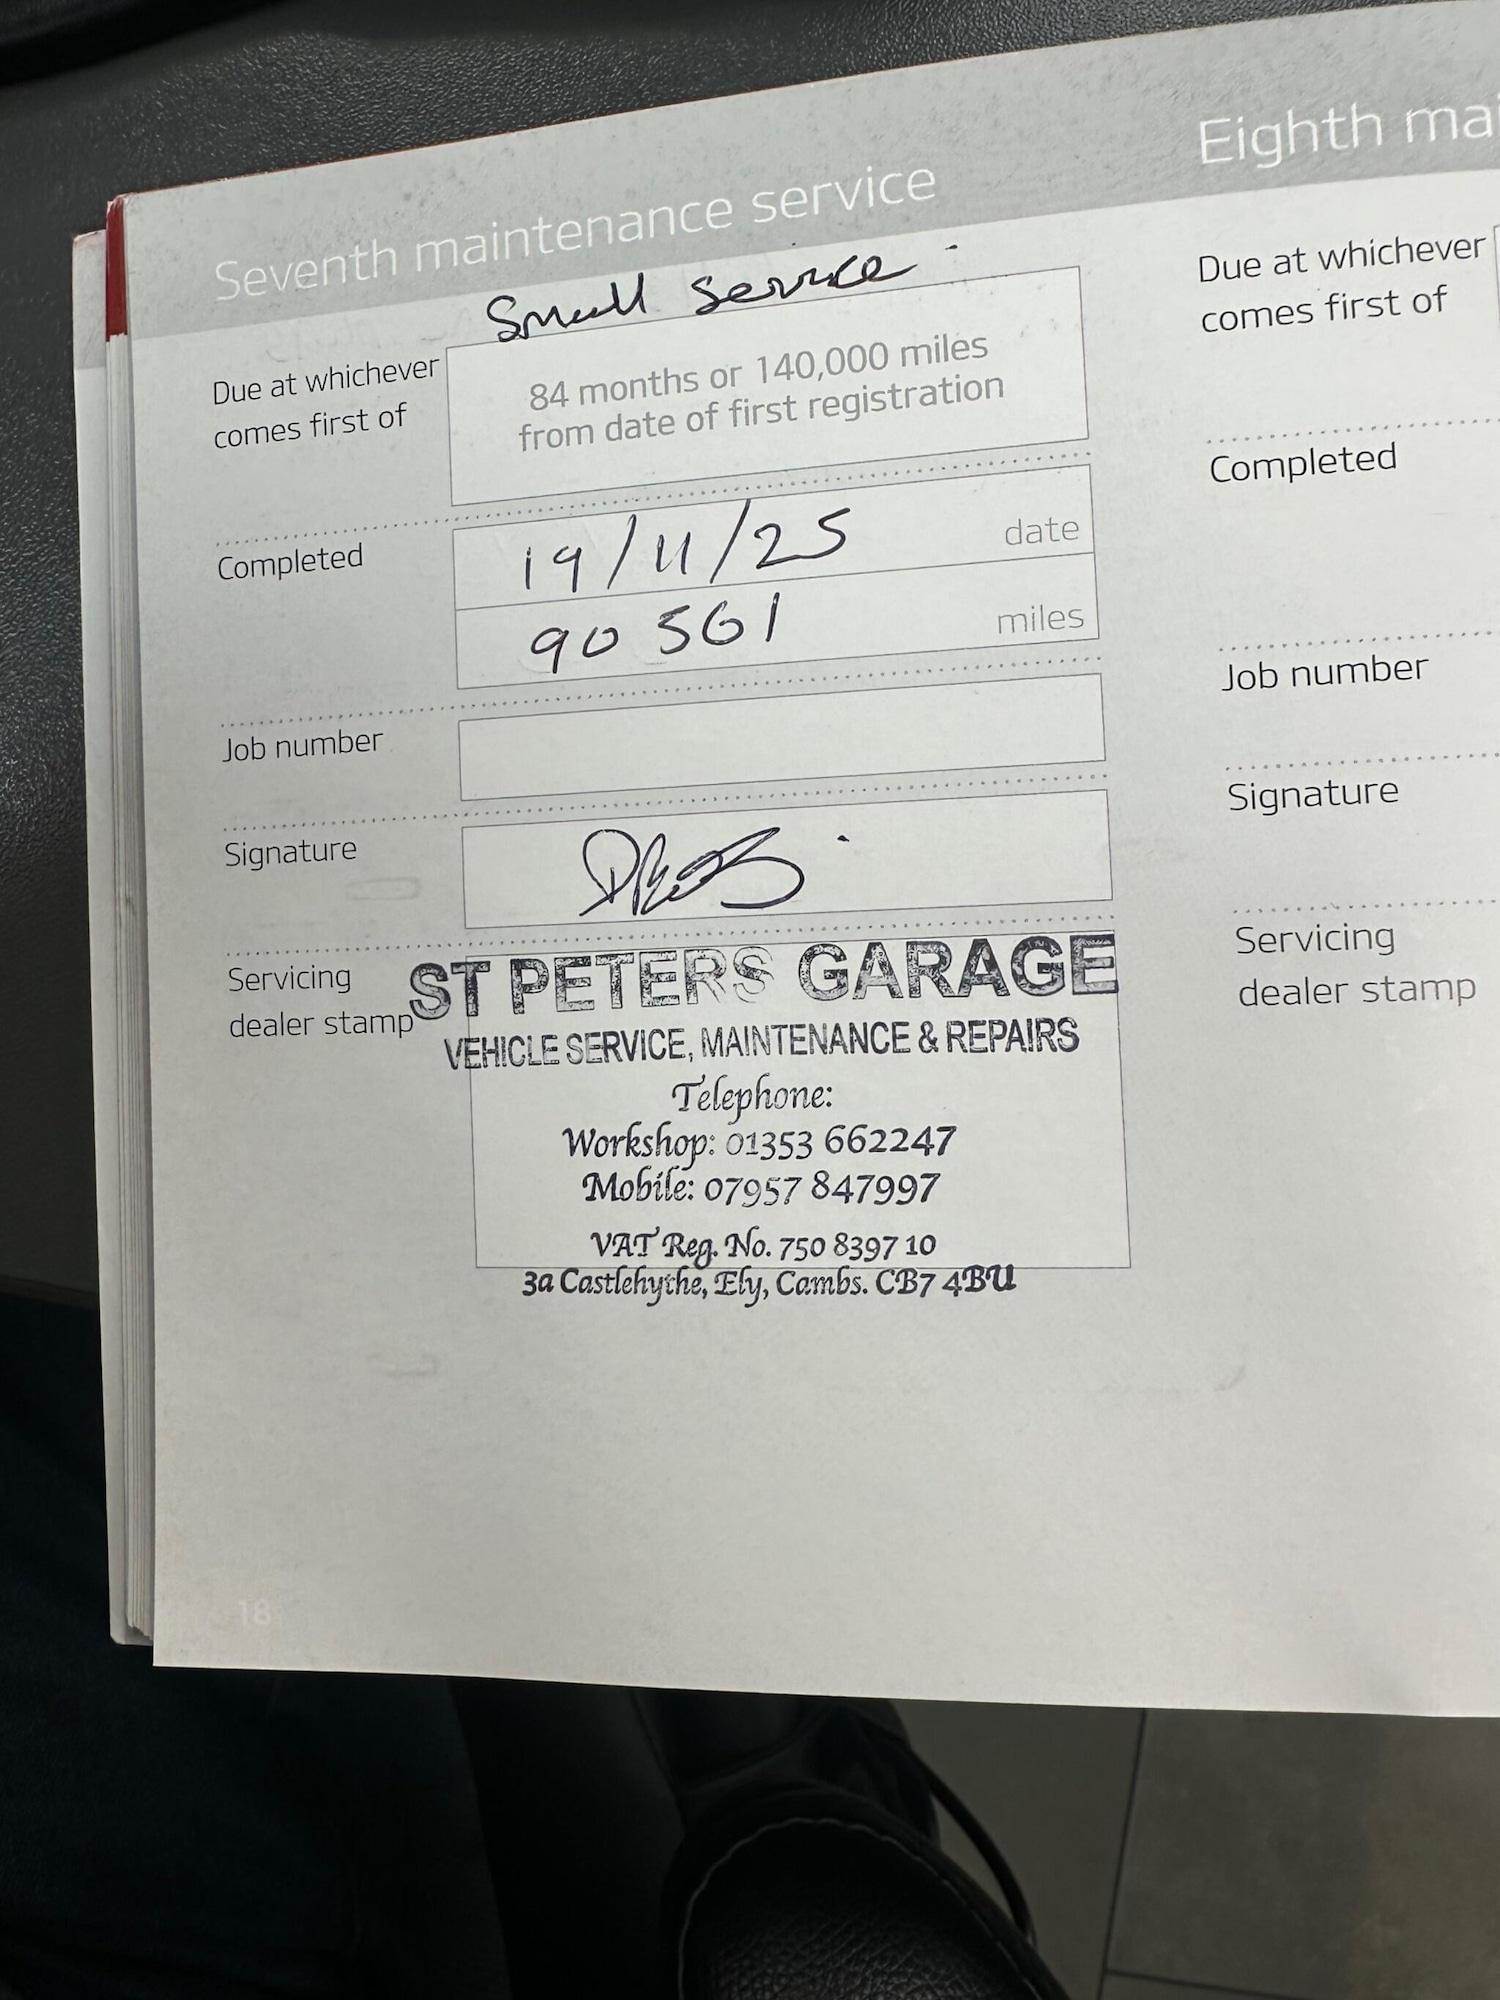 Seventh maintenance service
Small service
Due at whichever
comes first of
84 months or 140,000 miles
from date of first registration
Completed
19/11/25
date
90 561
miles
Job number
Signature
Servicing
dealer stamp
ST PETERS GARAGE
VEHICLE SERVICE, MAINTENANCE & REPAIRS
Telephone:
Workshop: 01353 662247
Mobile: 07957 847997
VAT Reg. No. 750 8397 10
3a Castlehythe, Ely, Cambs. CB7 4BU
18
Eighth mai
Due at whichever
comes first of
Completed
Job number
Signature
Servicing
dealer stamp